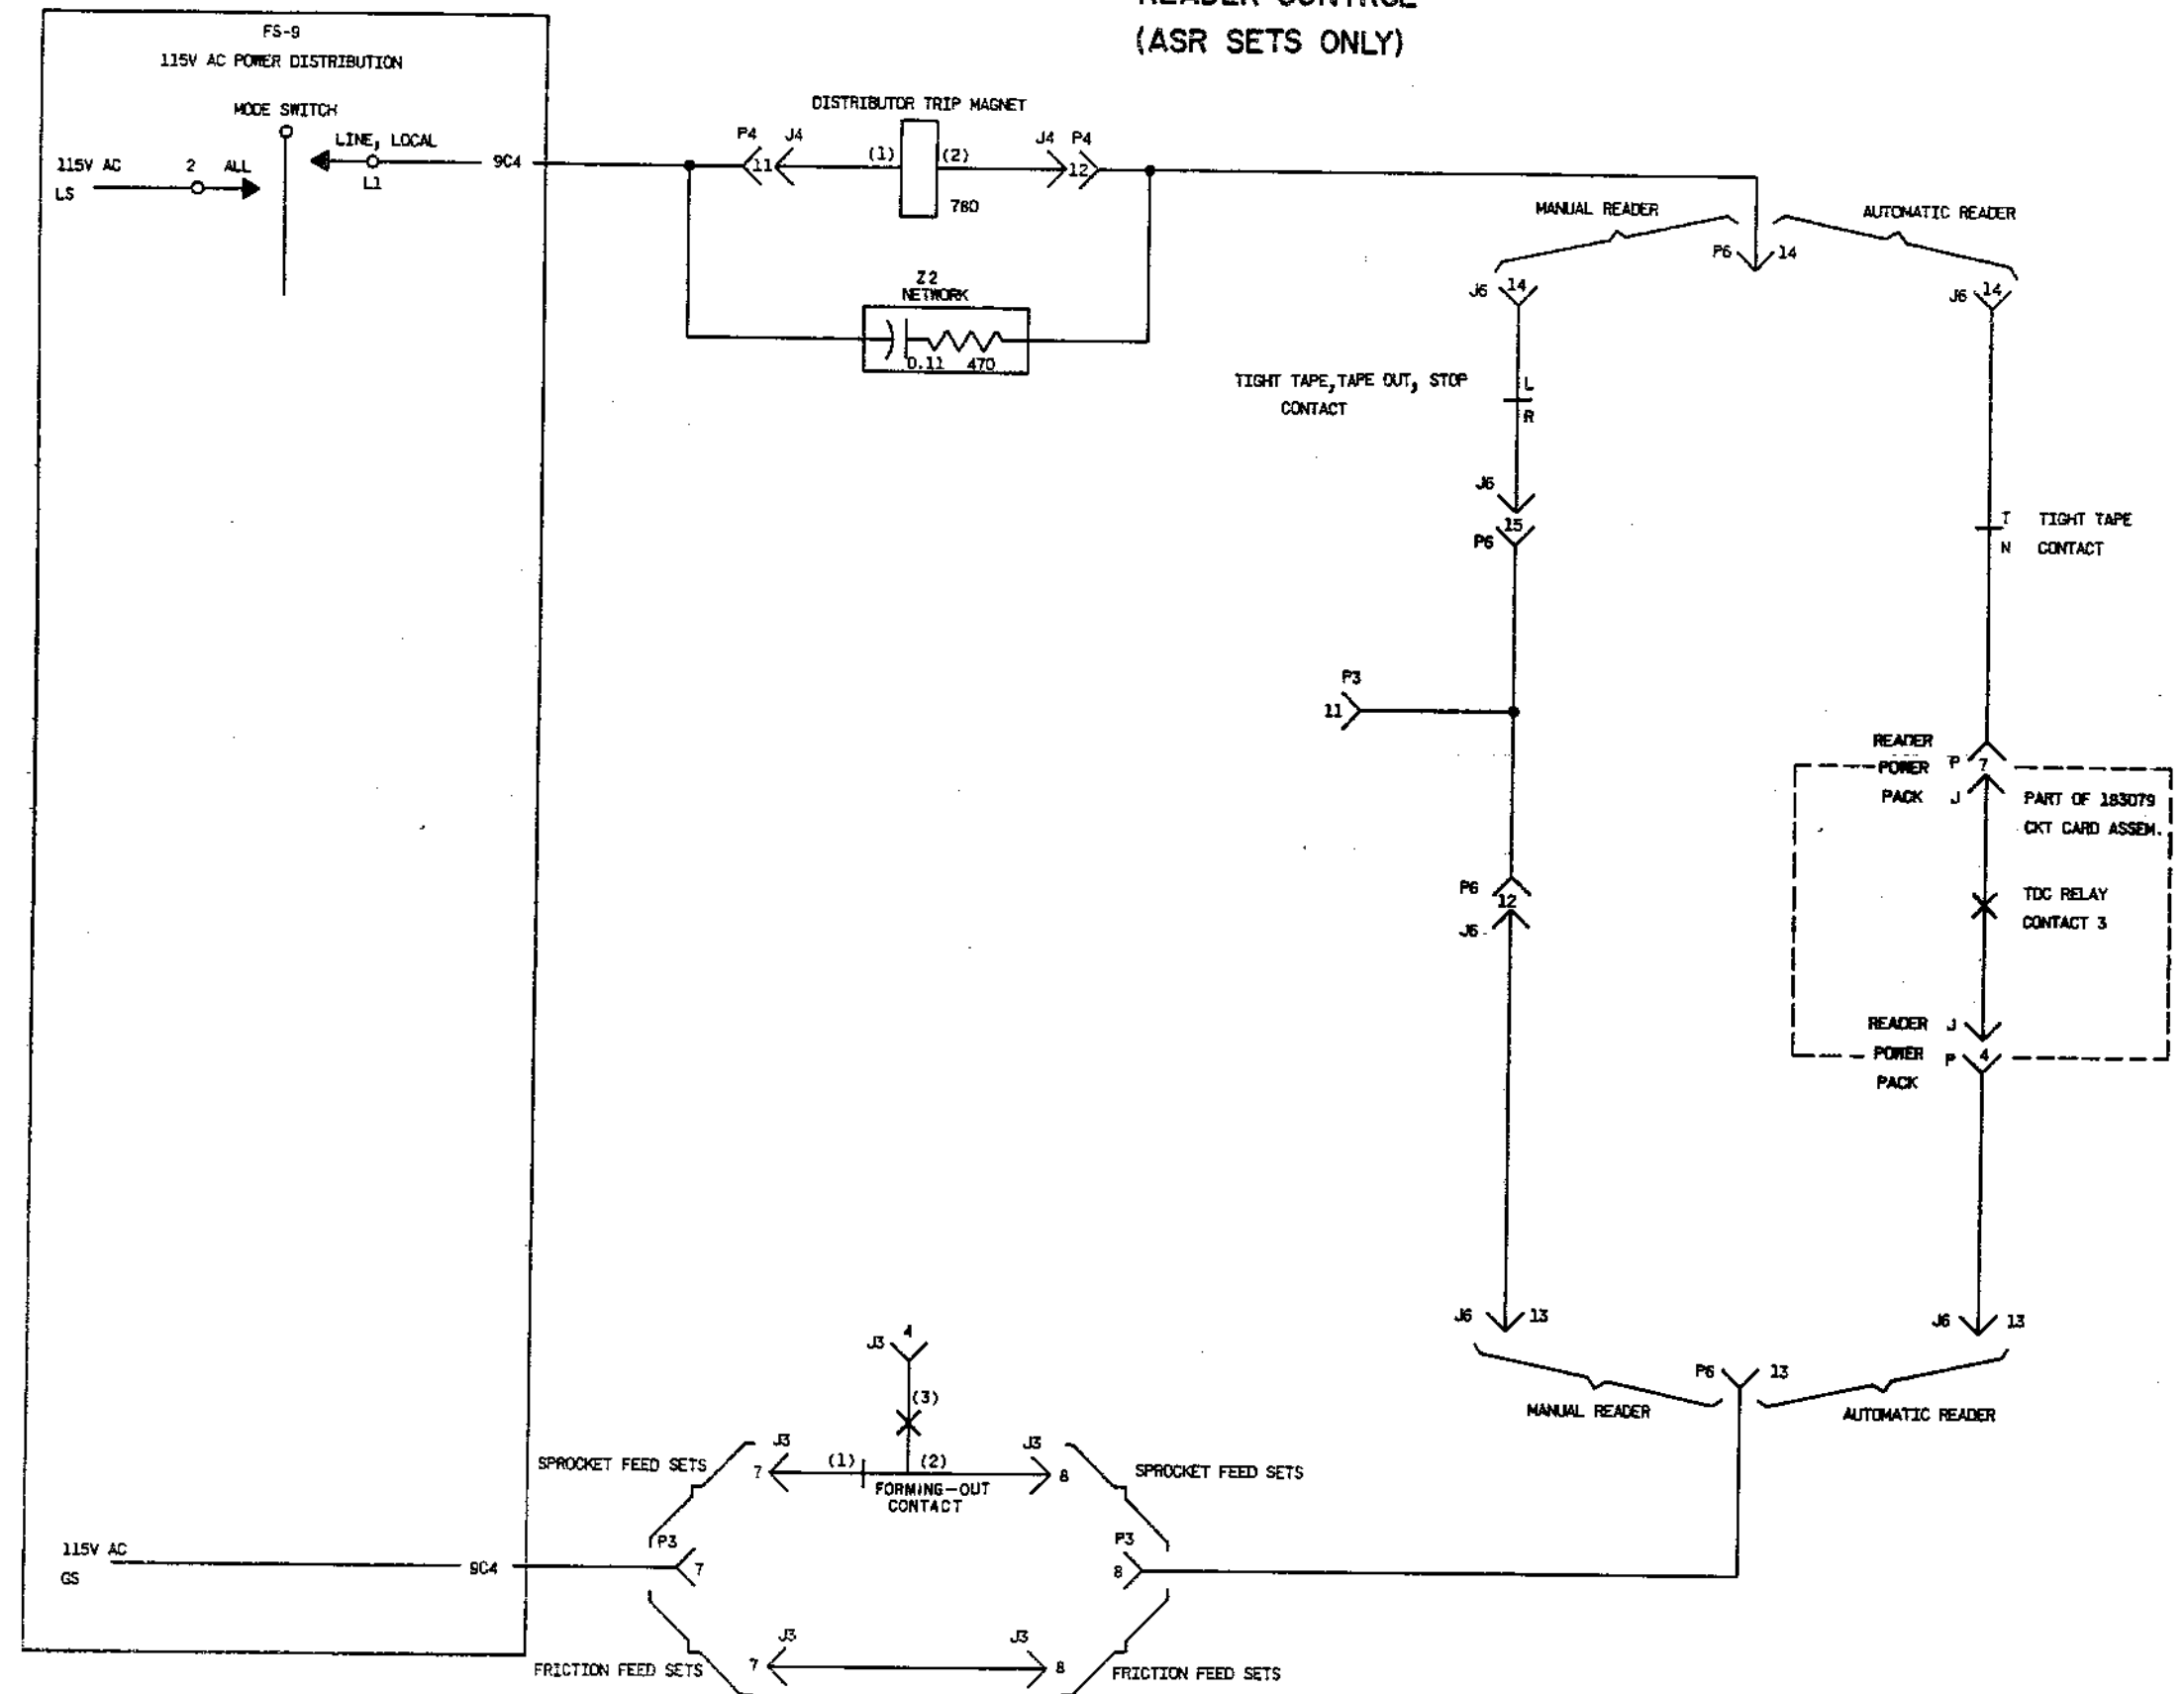 (ASR SETS ONLY)
FS-9
115V AC POWER DISTRIBUTION
MODE SWITCH
LINE, LOCAL
115V AC
2 ALL
LS
L1
9C4
DISTRIBUTOR TRIP MAGNET
P4 J4
11
(1) (2)
J4 P4
12
780
Z2
NETWORK
0.11 470
MANUAL READER
AUTOMATIC READER
P6 14
J6 14
J6 14
TIGHT TAPE, TAPE OUT, STOP
CONTACT
L
R
J6
15
P6
T TIGHT TAPE
N CONTACT
P3
11
READER
POWER
PACK
P 7
J
PART OF 183079
CKT CARD ASSEM.
P6
12
J6
TDC RELAY
CONTACT 3
READER
POWER
PACK
J
P 4
J6 13
J6 13
P6 13
MANUAL READER
AUTOMATIC READER
J3 4
(3)
SPROCKET FEED SETS
J3
7
(1) (2)
J3
8
SPROCKET FEED SETS
FORMING-OUT
CONTACT
115V AC
GS
9C4
P3
7
P3
8
FRICTION FEED SETS
J3
7
J3
8
FRICTION FEED SETS